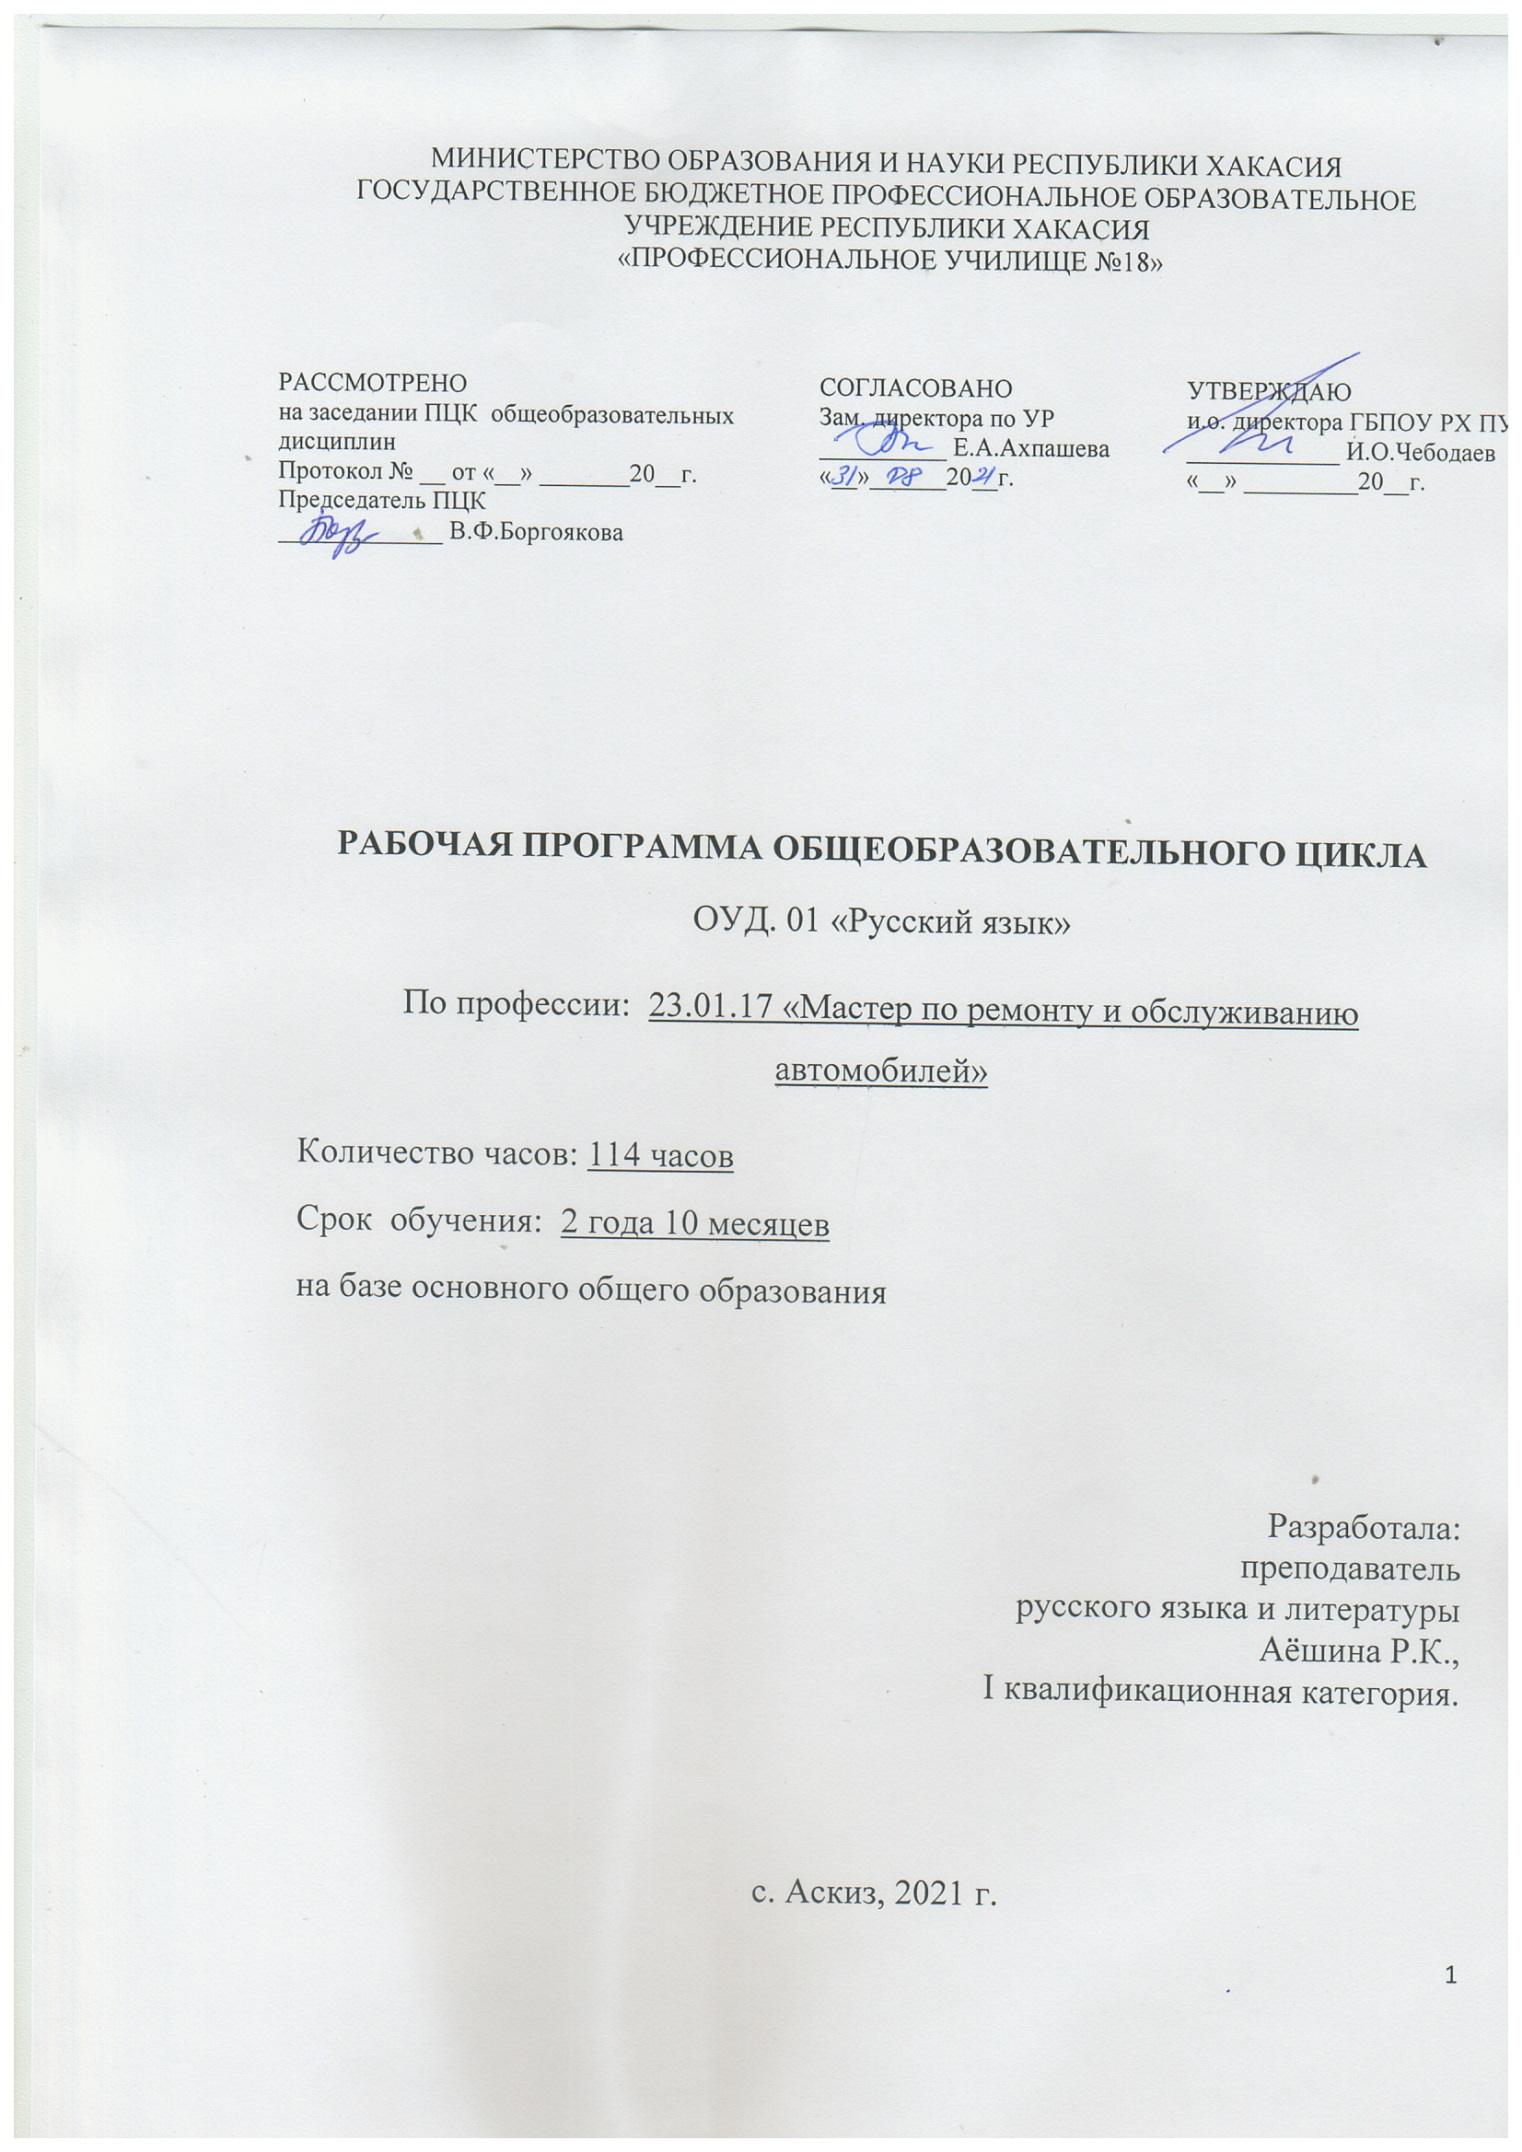 МИНИСТЕРСТВО ОБРАЗОВАНИЯ И НАУКИ РЕСПУБЛИКИ ХАКАСИЯ
ГОСУДАРСТВЕННОЕ БЮДЖЕТНОЕ ПРОФЕССИОНАЛЬНОЕ ОБРАЗОВАТЕЛЬНОЕ
УЧРЕЖДЕНИЕ РЕСПУБЛИКИ ХАКАСИЯ
«ПРОФЕССИОНАЛЬНОЕ УЧИЛИЩЕ №18»
РАССМОТРЕНО
на заседании ПЦК общеобразовательных
дисциплин
Протокол № __ от «__» _______20__г.
Председатель ПЦК
_____________ В.Ф.Боргоякова
СОГЛАСОВАНО
Зам. директора по УР
__________ Е.А.Ахпашева
«31» 08 2021г.
УТВЕРЖДАЮ
и.о. директора ГБПОУ РХ ПУ
____________ И.О.Чебодаев
«__» _________20__г.
РАБОЧАЯ ПРОГРАММА ОБЩЕОБРАЗОВАТЕЛЬНОГО ЦИКЛА
ОУД. 01 «Русский язык»
По профессии: 23.01.17 «Мастер по ремонту и обслуживанию
автомобилей»
Количество часов: 114 часов
Срок обучения: 2 года 10 месяцев
на базе основного общего образования
Разработала:
преподаватель
русского языка и литературы
Аёшина Р.К.,
I квалификационная категория.
с. Аскиз, 2021 г.
1